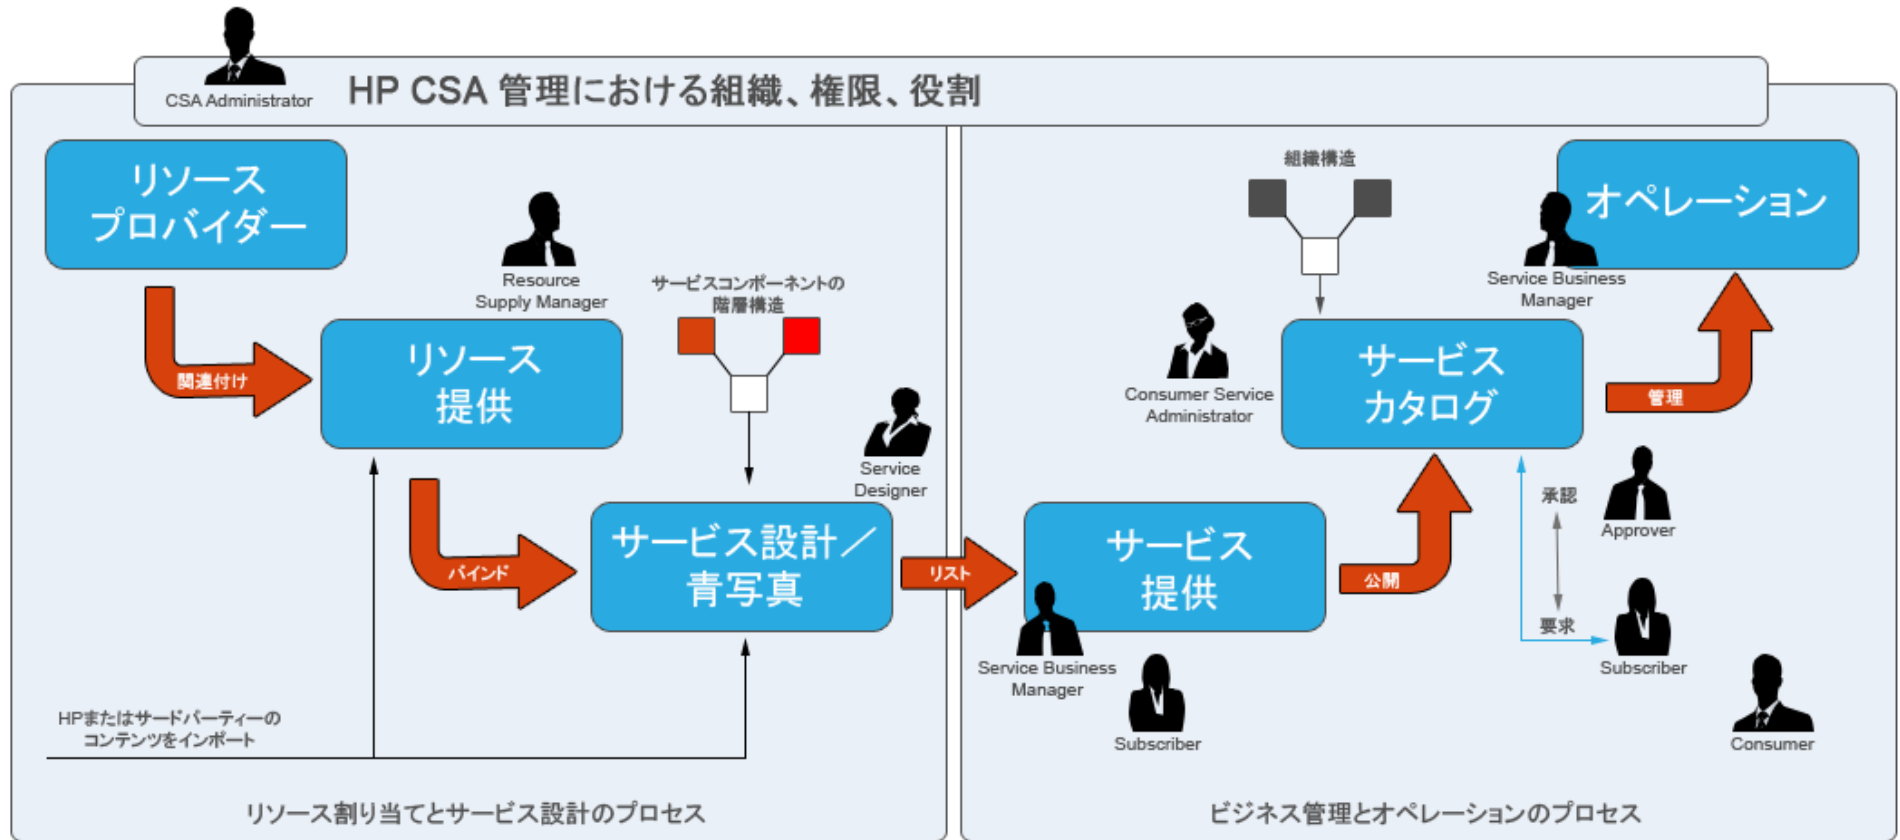 CSA Administrator
HP CSA 管理における組織、権限、役割
リソース
プロバイダー
Resource
Supply Manager
関連付け
リソース
提供
サービスコンポーネントの
階層構造
Service
Designer
バインド
サービス設計／
青写真
HPまたはサードパーティーの
コンテンツをインポート
リソース割り当てとサービス設計のプロセス
リスト
サービス
提供
Service Business
Manager
Subscriber
公開
組織構造
Consumer Service
Administrator
サービス
カタログ
管理
オペレーション
Service Business
Manager
承認
Approver
要求
Subscriber
Consumer
ビジネス管理とオペレーションのプロセス